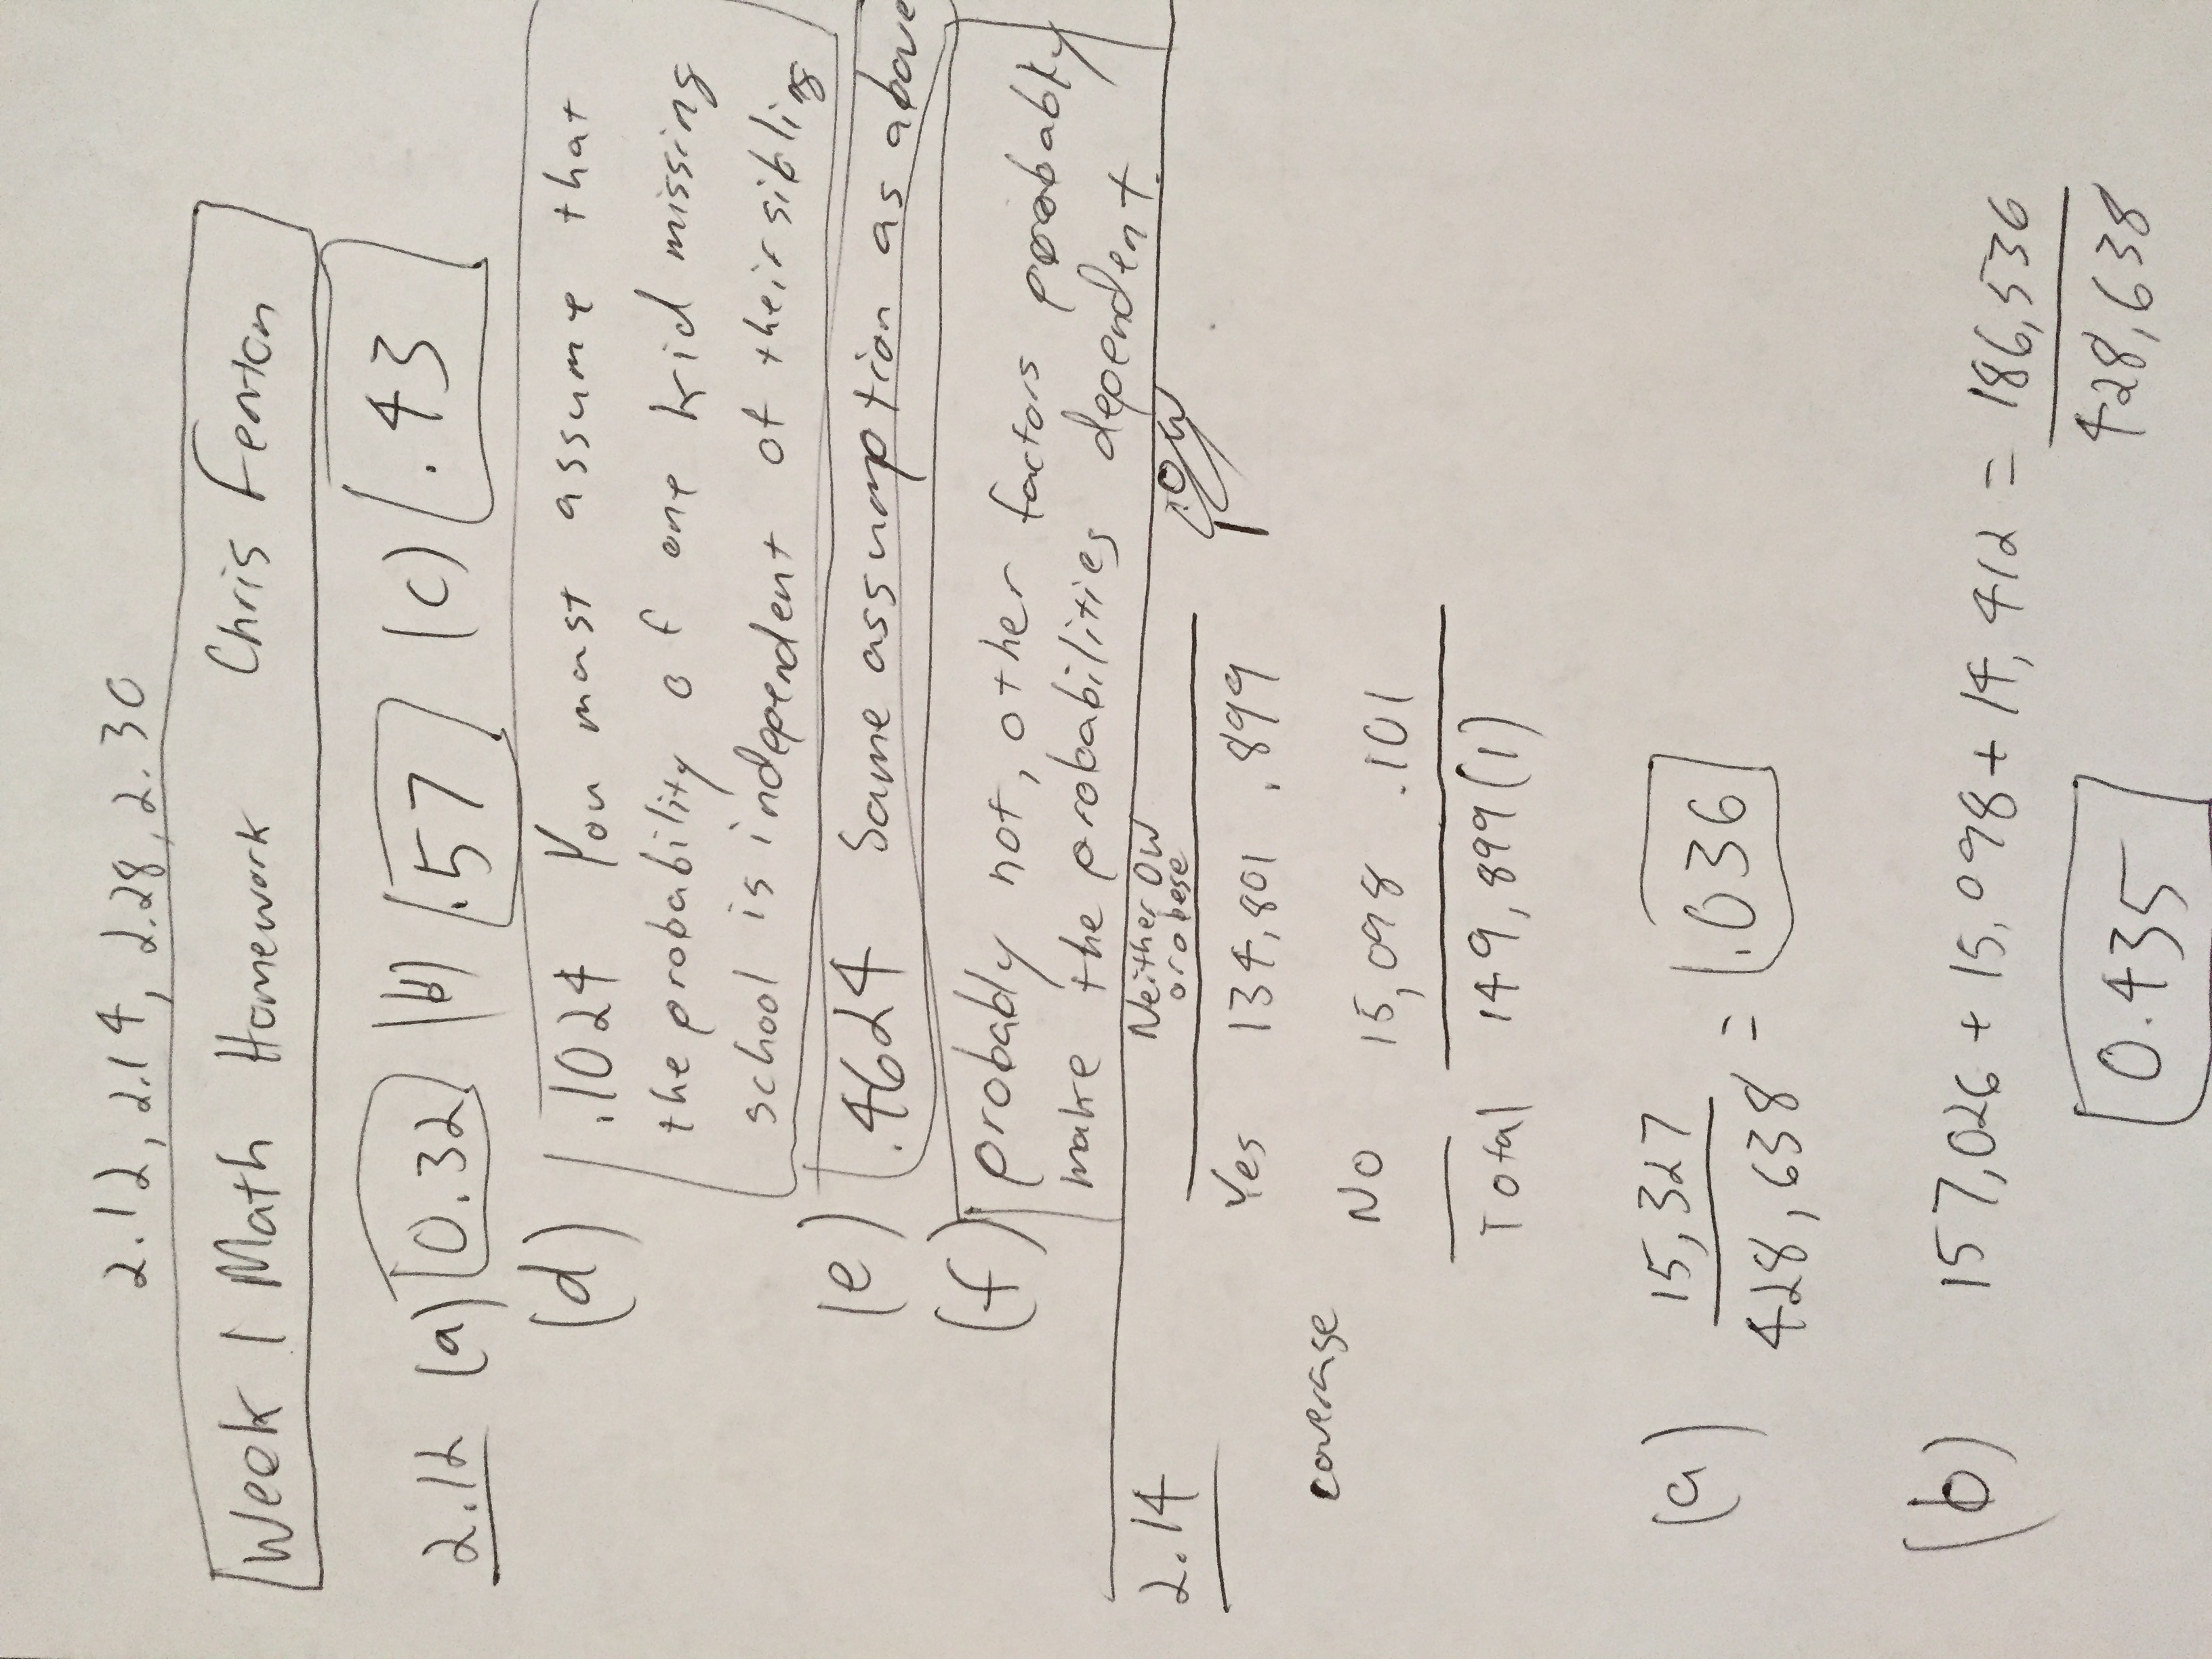 2.12, 2.14, 2.28, 2.30
Week 1 Math Homework Chris Fenton
2.12 (a) 0.32 (b) .57 (c) .43
(d) .1024 You must assume that
the probability of one kid missing
school is independent of their sibling
(e) .4624 Same assumption as above
(f) probably not, other factors probably
make the probabilities dependent.
2.14 Neither OW
or obese
OW
Yes 134,801 .899
coverage
No 15,098 .101
Total 149,899 (1)
(a) 15,327
428,638 = .036
(b) 157,026 + 15,098 + 14,412 = 186,536
428,638
0.435